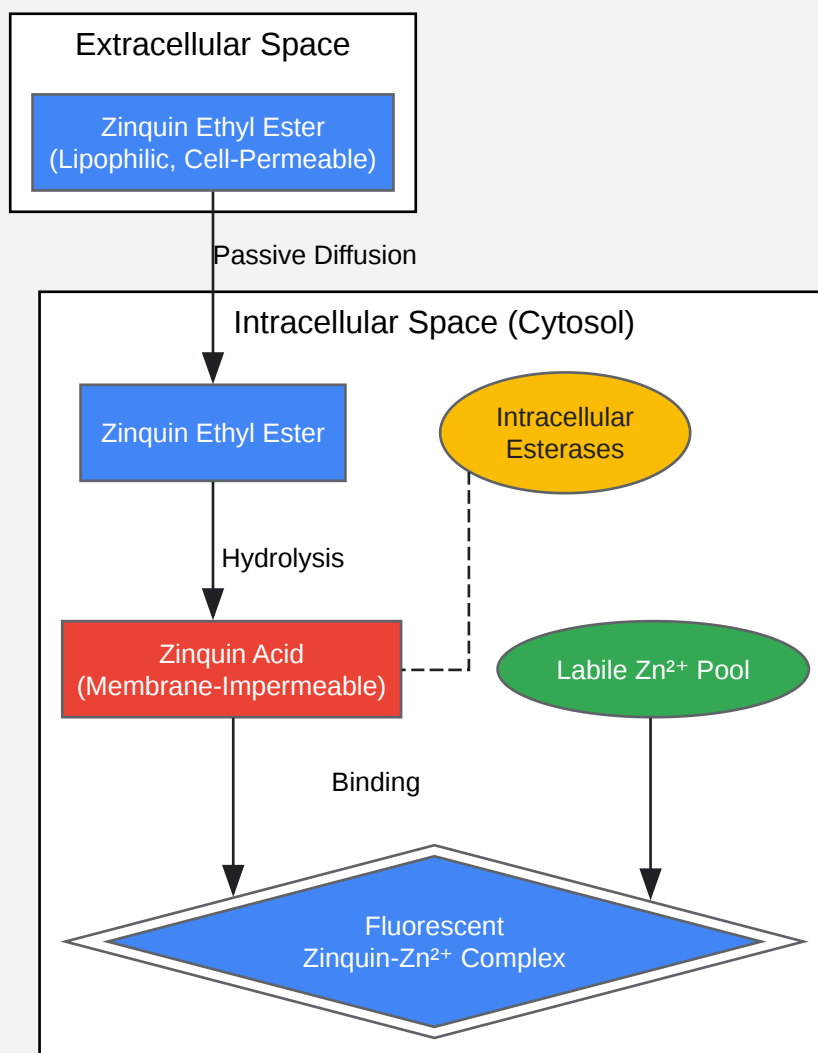 Extracellular Space
Zinquin Ethyl Ester
(Lipophilic, Cell-Permeable)
Passive Diffusion
Intracellular Space (Cytosol)
Zinquin Ethyl Ester
Intracellular
Esterases
Hydrolysis
Zinquin Acid
(Membrane-Impermeable)
Labile Zn²⁺ Pool
Binding
Fluorescent
Zinquin-Zn²⁺ Complex